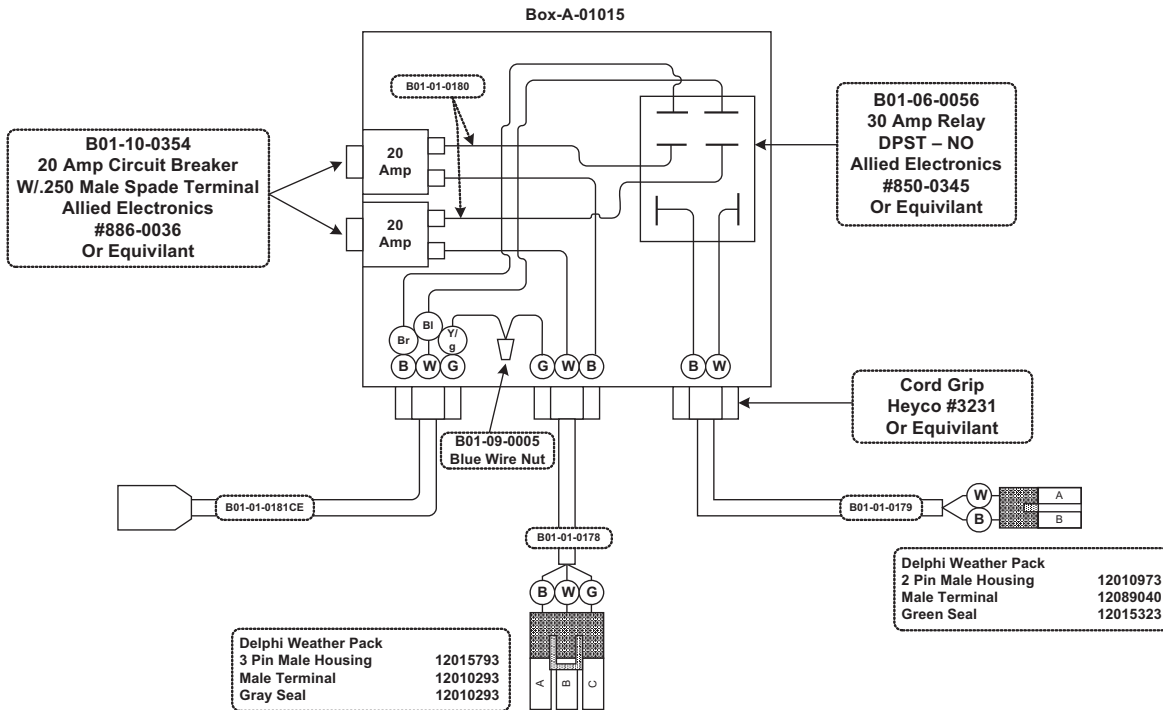 Box-A-01015
B01-01-0180
B01-10-0354
20 Amp Circuit Breaker
W/.250 Male Spade Terminal
Allied Electronics
#886-0036
Or Equivilant
20
Amp
20
Amp
B01-06-0056
30 Amp Relay
DPST – NO
Allied Electronics
#850-0345
Or Equivilant
Br
Bl
Y/
g
B W G
G W B
B W
B01-09-0005
Blue Wire Nut
Cord Grip
Heyco #3231
Or Equivilant
B01-01-0181CE
B01-01-0178
B01-01-0179
W A
B B
B W G
A B C
Delphi Weather Pack
2 Pin Male Housing 12010973
Male Terminal 12089040
Green Seal 12015323
Delphi Weather Pack
3 Pin Male Housing 12015793
Male Terminal 12010293
Gray Seal 12010293